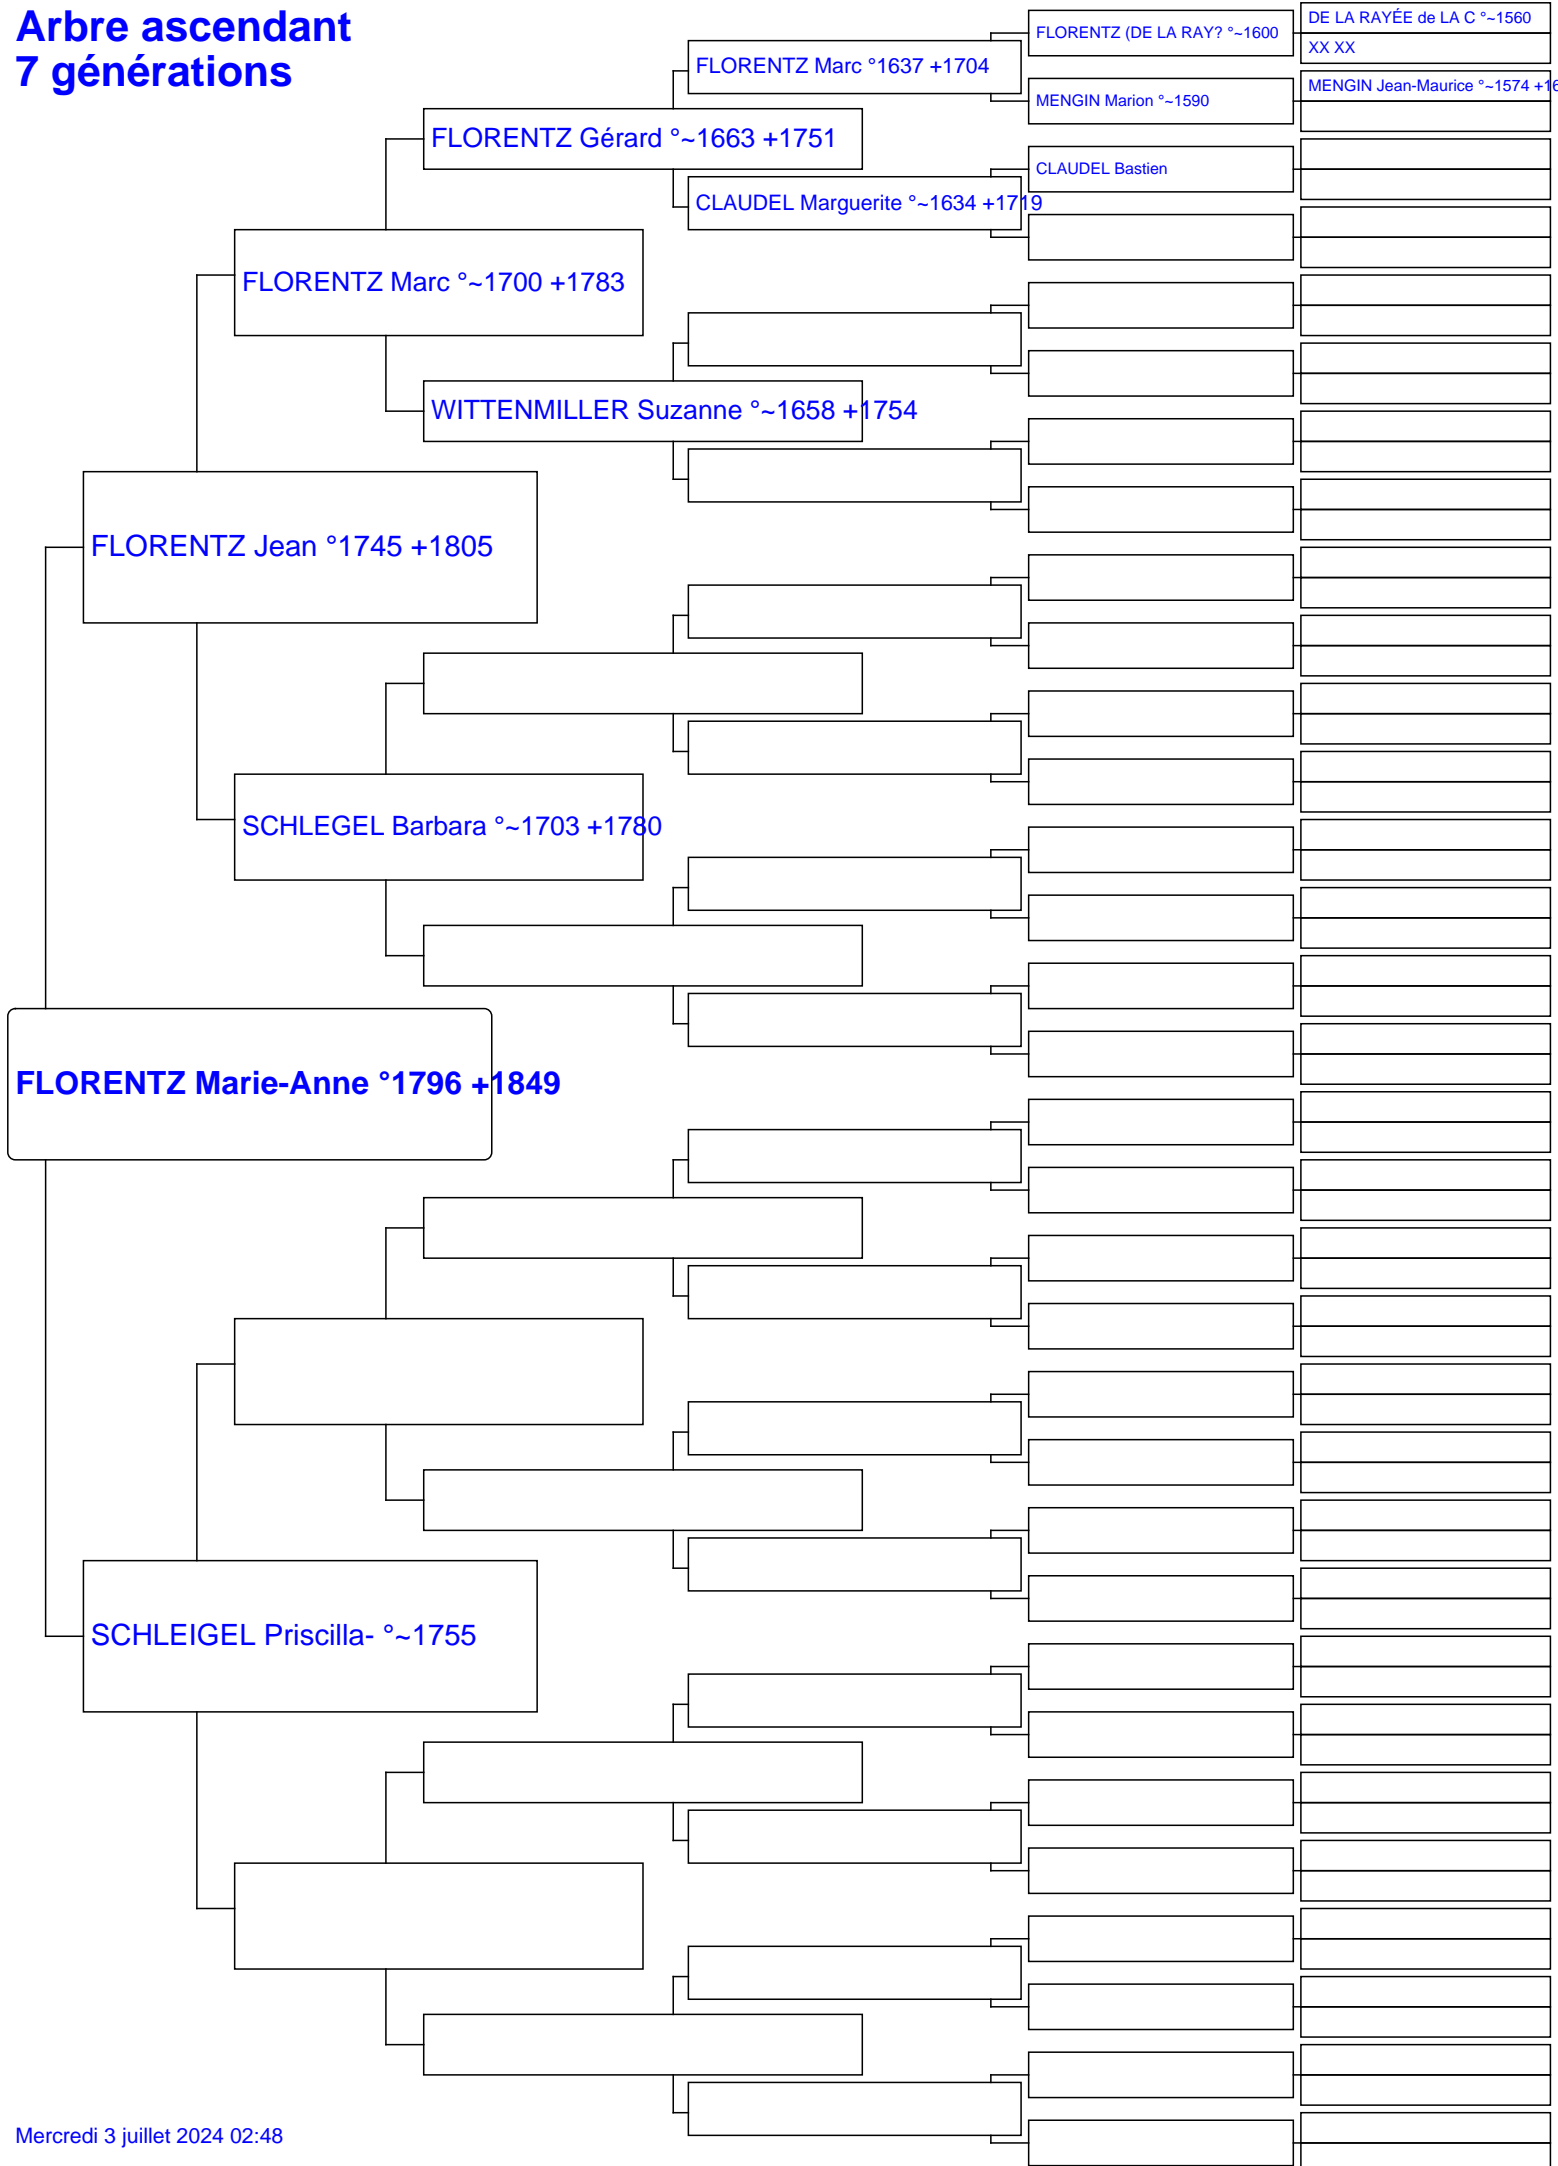 Arbre ascendant
7 générations
DE LA RAYÉE de LA C °~1560
FLORENTZ (DE LA RAY? °~1600
XX XX
FLORENTZ Marc °1637 +1704
MENGIN Jean-Maurice °~1574 +16
MENGIN Marion °~1590
FLORENTZ Gérard °~1663 +1751
CLAUDEL Bastien
CLAUDEL Marguerite °~1634 +1719
FLORENTZ Marc °~1700 +1783
WITTENMILLER Suzanne °~1658 +1754
FLORENTZ Jean °1745 +1805
SCHLEGEL Barbara °~1703 +1780
FLORENTZ Marie-Anne °1796 +1849
SCHLEIGEL Priscilla- °~1755
Mercredi 3 juillet 2024 02:48